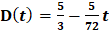 D(t) = 5/3 − 5/72 t